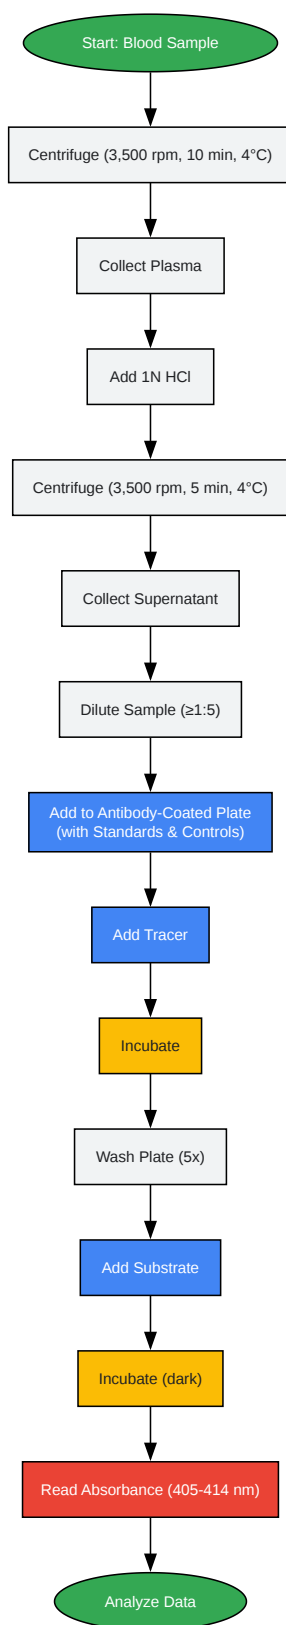 Start: Blood Sample
Centrifuge (3,500 rpm, 10 min, 4°C)
Collect Plasma
Add 1N HCl
Centrifuge (3,500 rpm, 5 min, 4°C)
Collect Supernatant
Dilute Sample (≥1:5)
Add to Antibody-Coated Plate
(with Standards & Controls)
Add Tracer
Incubate
Wash Plate (5x)
Add Substrate
Incubate (dark)
Read Absorbance (405-414 nm)
Analyze Data